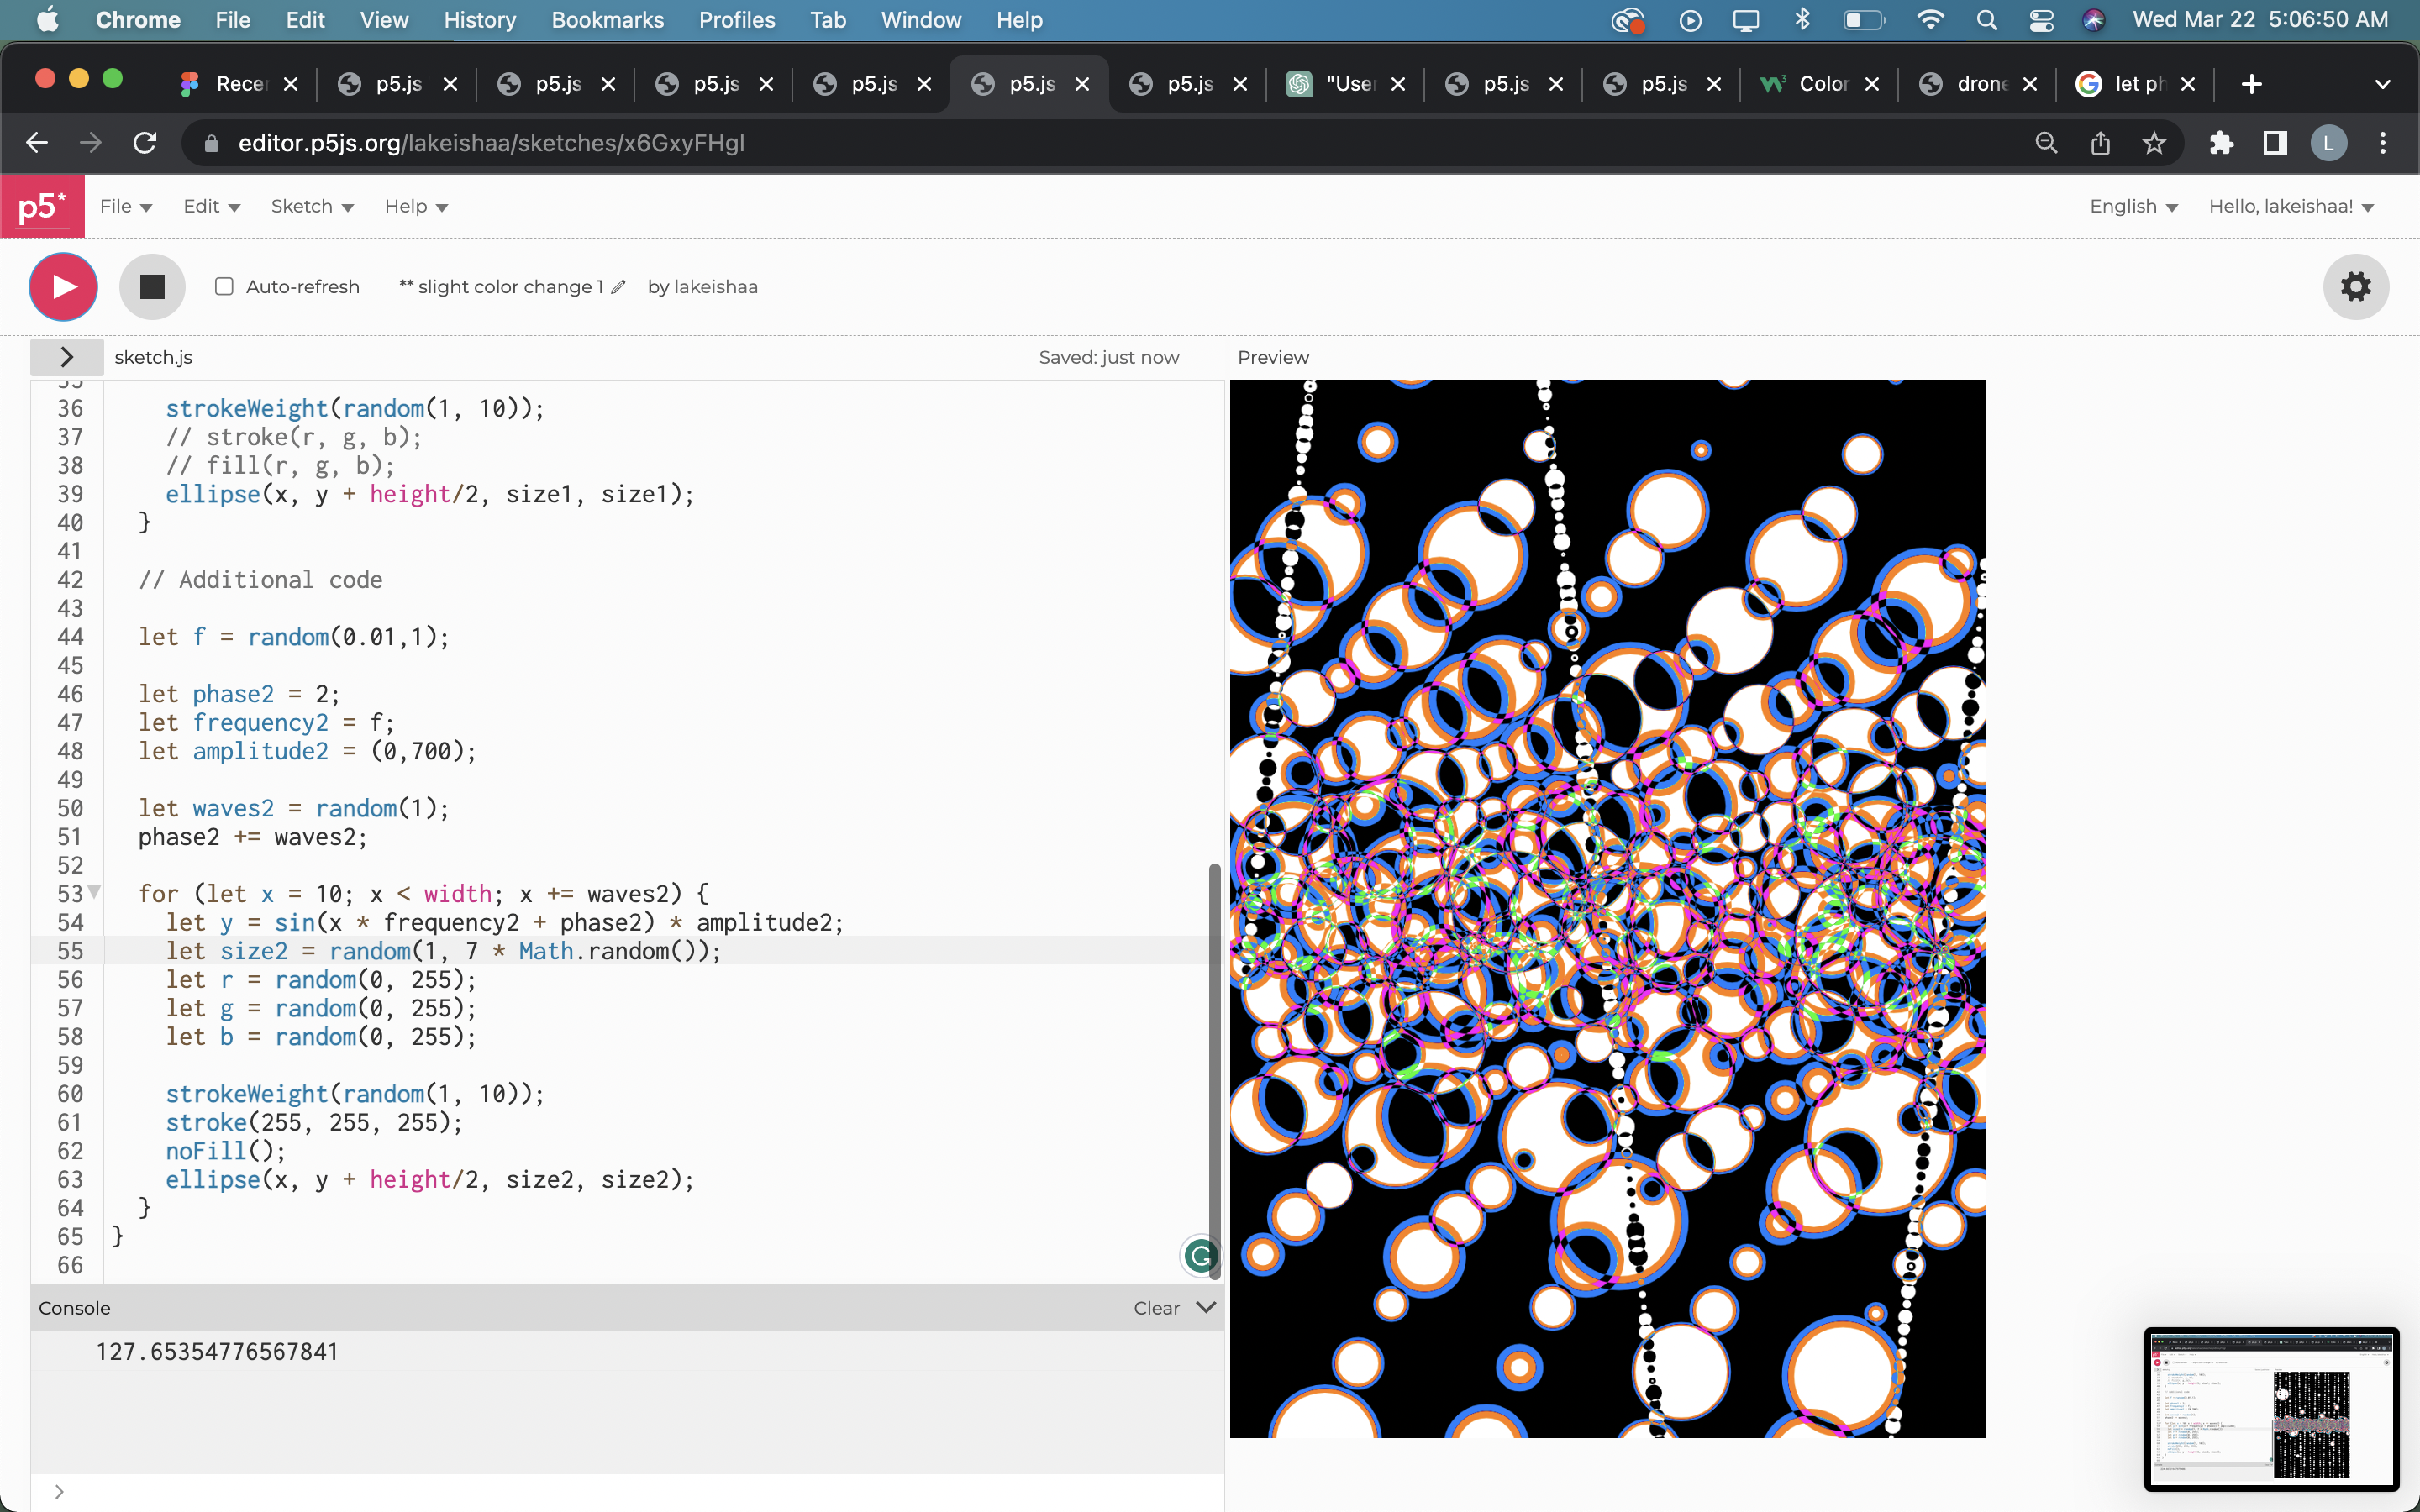 Chrome File Edit View History Bookmarks Profiles Tab Window Help Wed Mar 22 5:06:50 AM
Recer p5.js p5.js p5.js p5.js p5.js p5.js "User p5.js p5.js Color drone let ph
editor.p5js.org/lakeishaa/sketches/x6GxyFHgl L
p5* File Edit Sketch Help English Hello, lakeishaa!
Auto-refresh ** slight color change 1 by lakeishaa
sketch.js Saved: just now Preview
35
36 strokeWeight(random(1, 10));
37 // stroke(r, g, b);
38 // fill(r, g, b);
39 ellipse(x, y + height/2, size1, size1);
40 }
41
42 // Additional code
43
44 let f = random(0.01,1);
45
46 let phase2 = 2;
47 let frequency2 = f;
48 let amplitude2 = (0,700);
49
50 let waves2 = random(1);
51 phase2 += waves2;
52
53 for (let x = 10; x < width; x += waves2) {
54 let y = sin(x * frequency2 + phase2) * amplitude2;
55 let size2 = random(1, 7 * Math.random());
56 let r = random(0, 255);
57 let g = random(0, 255);
58 let b = random(0, 255);
59
60 strokeWeight(random(1, 10));
61 stroke(255, 255, 255);
62 noFill();
63 ellipse(x, y + height/2, size2, size2);
64 }
65 }
66
Console Clear
127.65354776567841
>